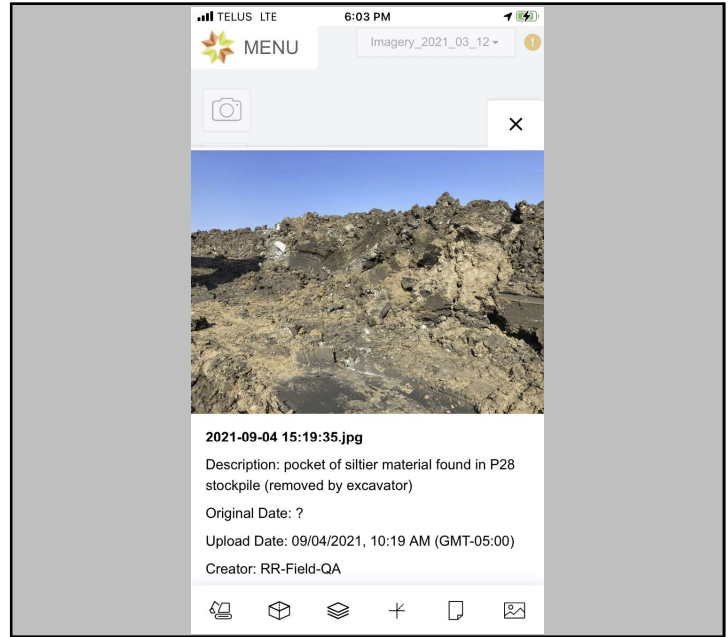 TELUS LTE 6:03 PM
MENU
Imagery_2021_03_12
2021-09-04 15:19:35.jpg
Description: pocket of siltier material found in P28
stockpile (removed by excavator)
Original Date: ?
Upload Date: 09/04/2021, 10:19 AM (GMT-05:00)
Creator: RR-Field-QA